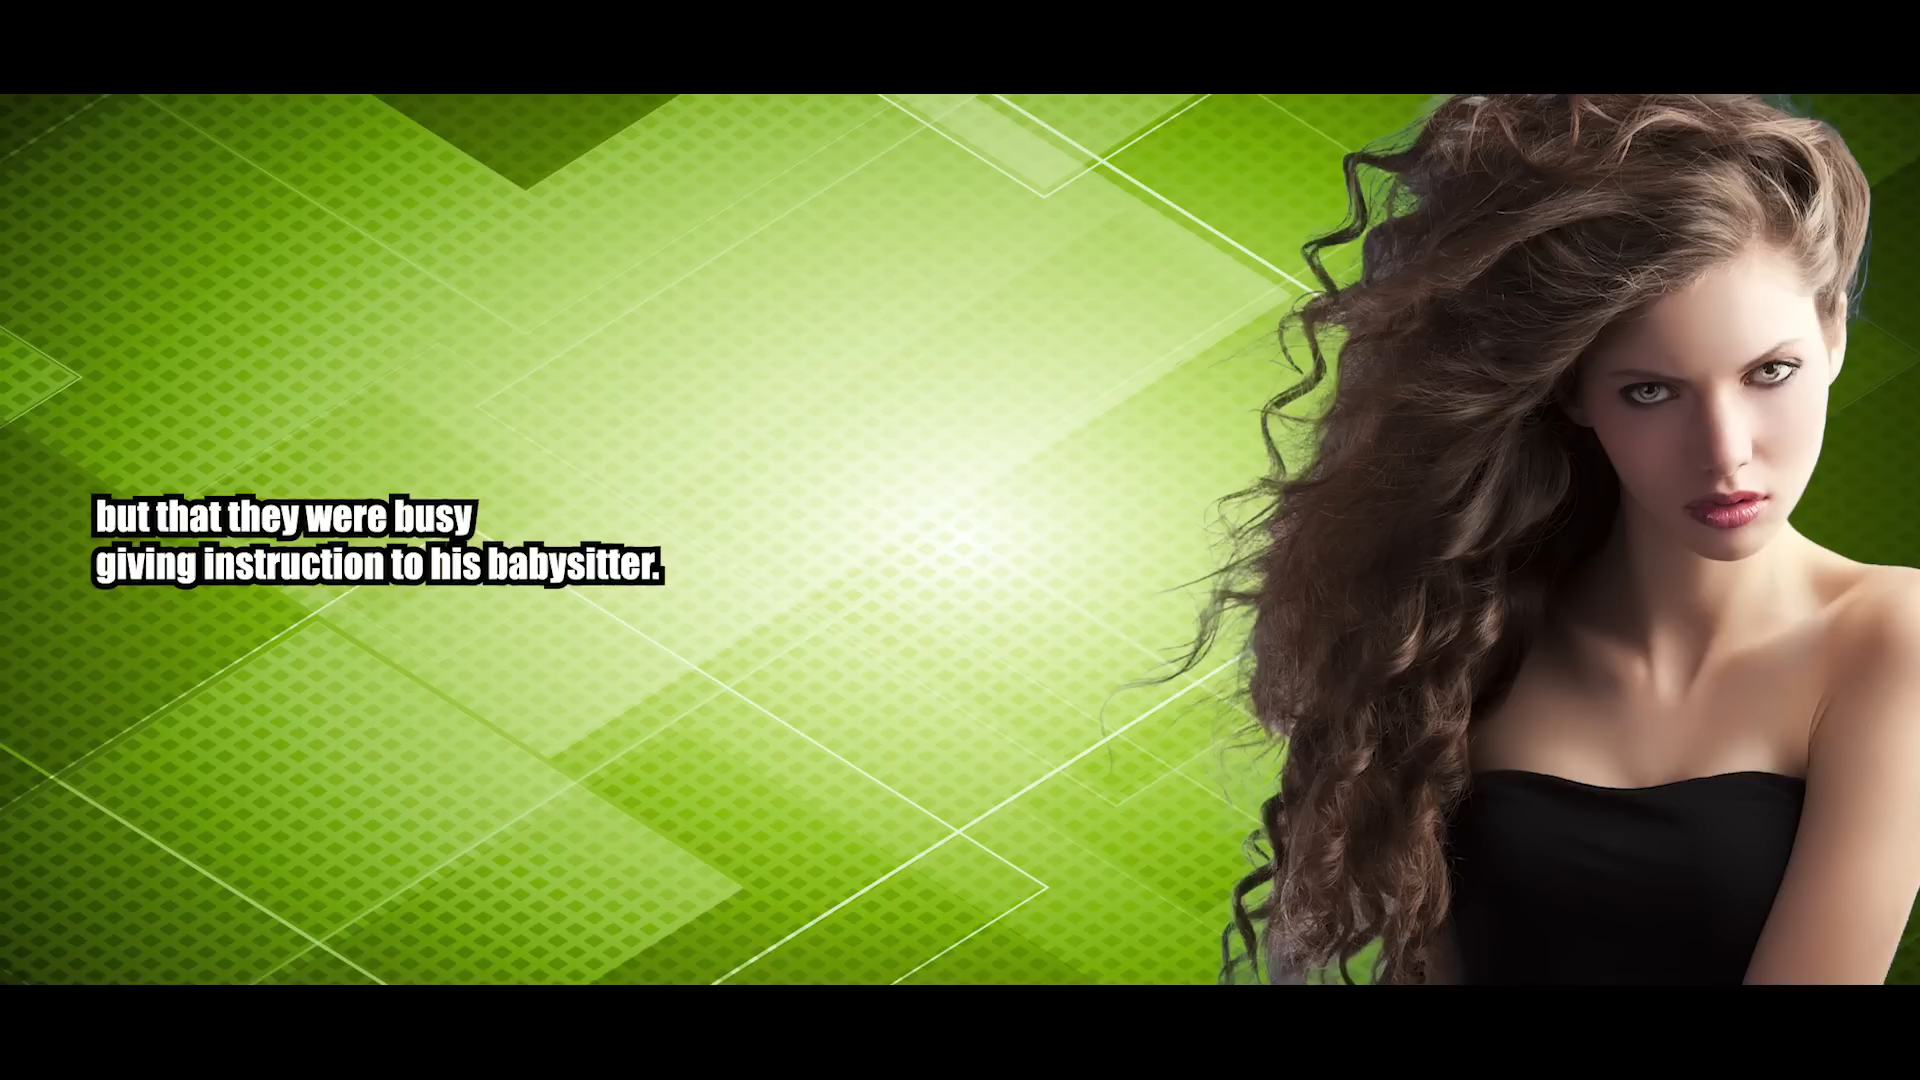 but that they were busy
giving instruction to his babysitter.